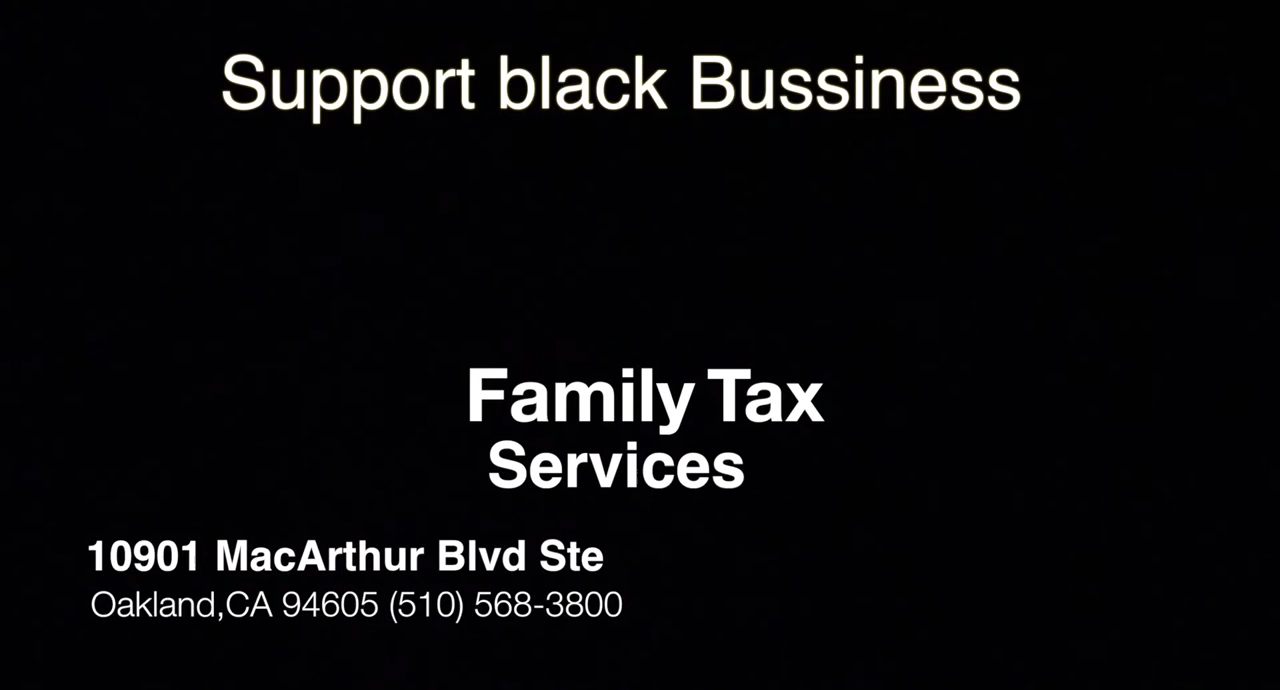 Support black Bussiness
Family Tax
Services
10901 MacArthur Blvd Ste
Oakland,CA 94605 (510) 568-3800